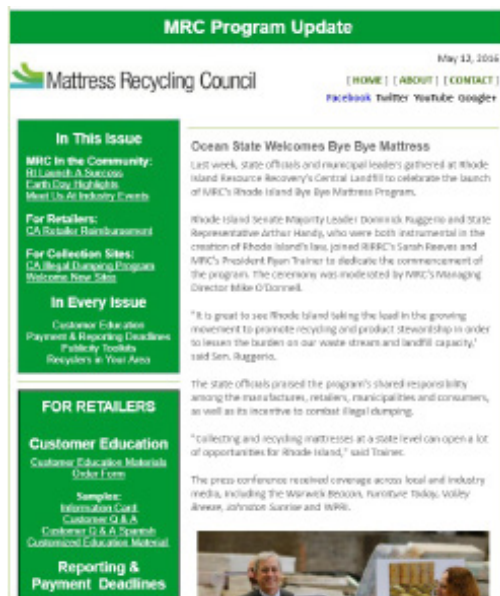 MRC Program Update
May 12, 2016
Mattress Recycling Council
[ HOME ] [ ABOUT ] [ CONTACT ]
Facebook Twitter YouTube Google+
In This Issue
MRC In the Community:
RI Launch A Success
Earth Day Highlights
Meet Us At Industry Events
For Retailers:
CA Retailer Reimbursement
For Collection Sites:
CA Illegal Dumping Program
Welcome New Sites
In Every Issue
Customer Education
Payment & Reporting Deadlines
Publicity Toolkits
Recyclers in Your Area
FOR RETAILERS
Customer Education
Customer Education Materials
Order Form
Samples:
Information Card
Customer Q & A
Customer Q & A Spanish
Customized Education Material
Reporting &
Payment Deadlines
Ocean State Welcomes Bye Bye Mattress
Last week, state officials and municipal leaders gathered at Rhode
Island Resource Recovery's Central Landfill to celebrate the launch
of MRC's Rhode Island Bye Bye Mattress Program.
Rhode Island Senate Majority Leader Dominick Ruggerio and State
Representative Arthur Handy, who were both instrumental in the
creation of Rhode Island's law, joined RIRRC's Sarah Reeves and
MRC's President Ryan Trainer to dedicate the commencement of
the program. The ceremony was moderated by MRC's Managing
Director Mike O'Donnell.
"It is great to see Rhode Island taking the lead in the growing
movement to promote recycling and product stewardship in order
to lessen the burden on our waste stream and landfill capacity,"
said Sen. Ruggerio.
The state officials praised the program's shared responsibility
among the manufactures, retailers, municipalities and consumers,
as well as its incentive to combat illegal dumping.
"Collecting and recycling mattresses at a state level can open a lot
of opportunities for Rhode Island," said Trainer.
The press conference received coverage across local and industry
media, including the Warwick Beacon, Furniture Today, Valley
Breeze, Johnston Sunrise and WPRI.